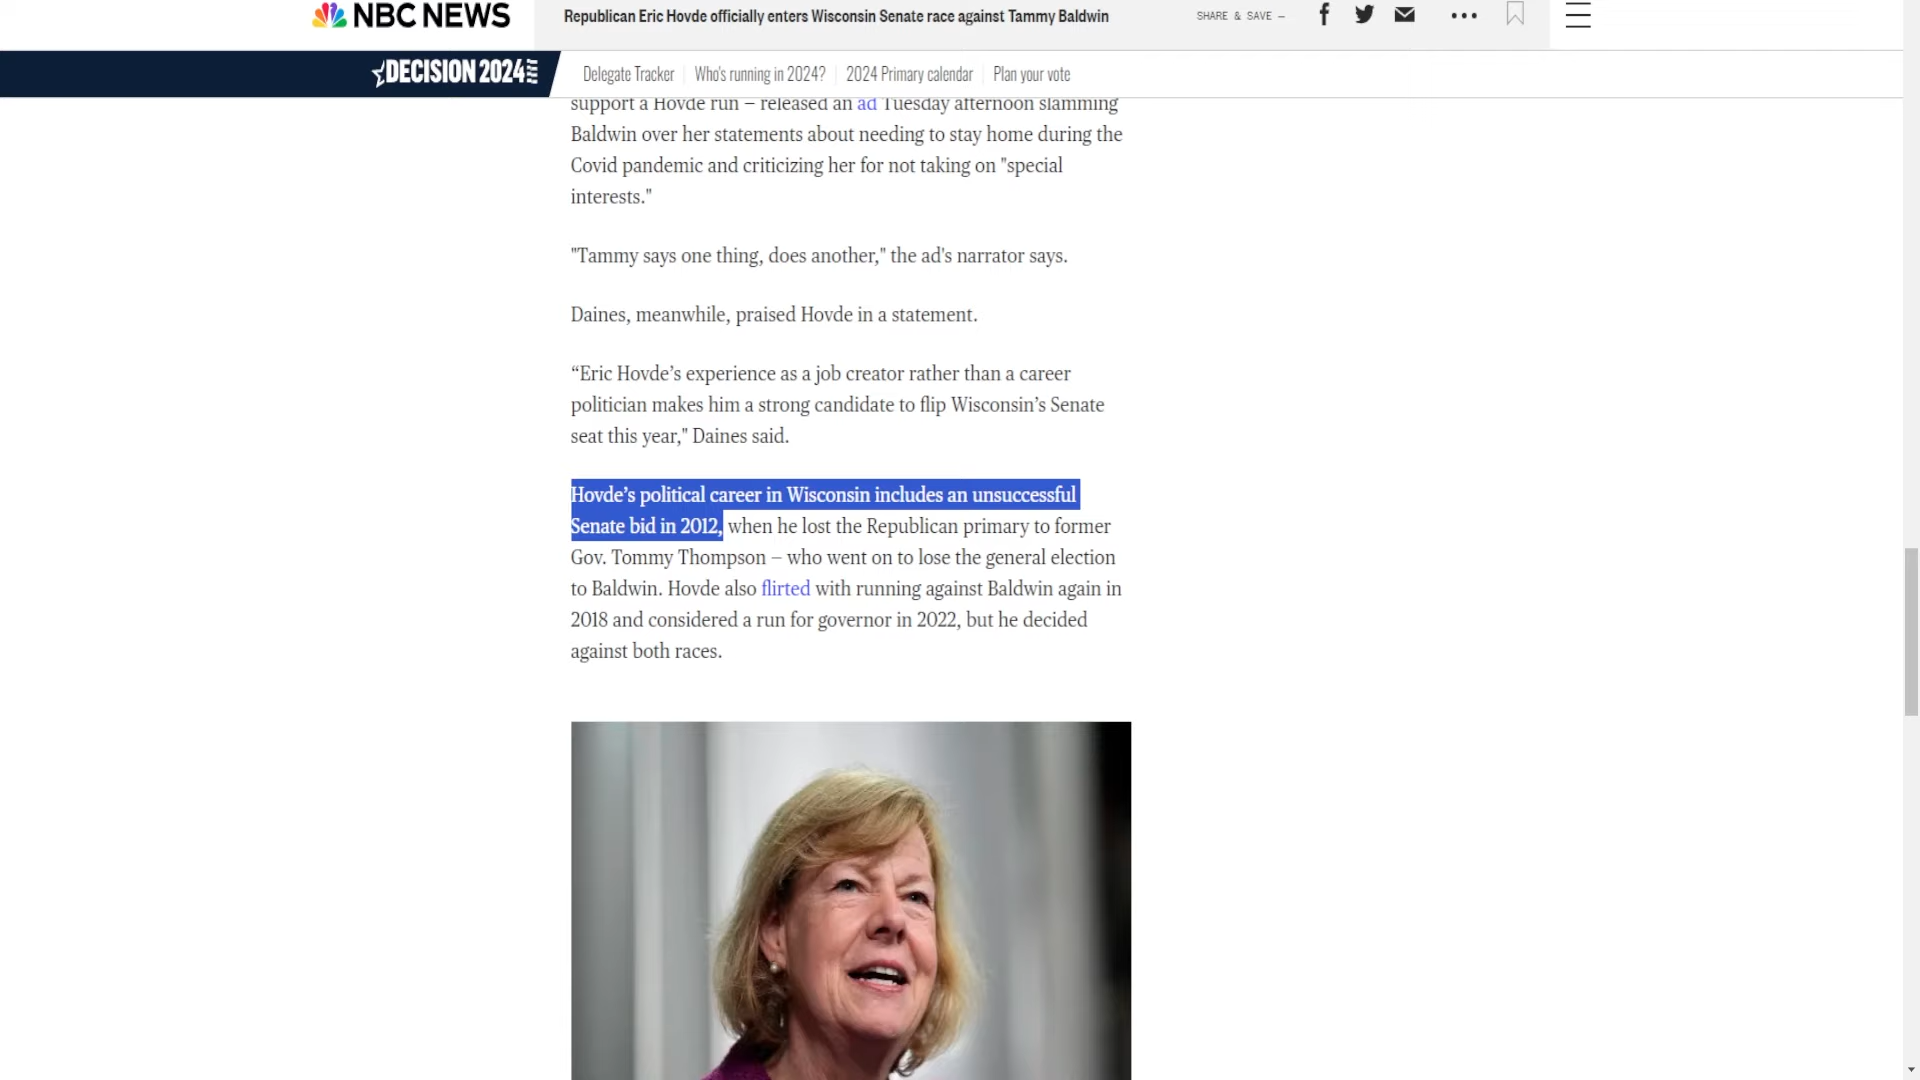 NBC NEWS
Republican Eric Hovde officially enters Wisconsin Senate race against Tammy Baldwin
SHARE & SAVE —
DECISION 2024
Delegate Tracker
Who's running in 2024?
2024 Primary calendar
Plan your vote
support a Hovde run – released an ad Tuesday afternoon slamming
Baldwin over her statements about needing to stay home during the
Covid pandemic and criticizing her for not taking on "special
interests."
"Tammy says one thing, does another," the ad's narrator says.
Daines, meanwhile, praised Hovde in a statement.
“Eric Hovde’s experience as a job creator rather than a career
politician makes him a strong candidate to flip Wisconsin’s Senate
seat this year," Daines said.
Hovde’s political career in Wisconsin includes an unsuccessful
Senate bid in 2012, when he lost the Republican primary to former
Gov. Tommy Thompson – who went on to lose the general election
to Baldwin. Hovde also flirted with running against Baldwin again in
2018 and considered a run for governor in 2022, but he decided
against both races.